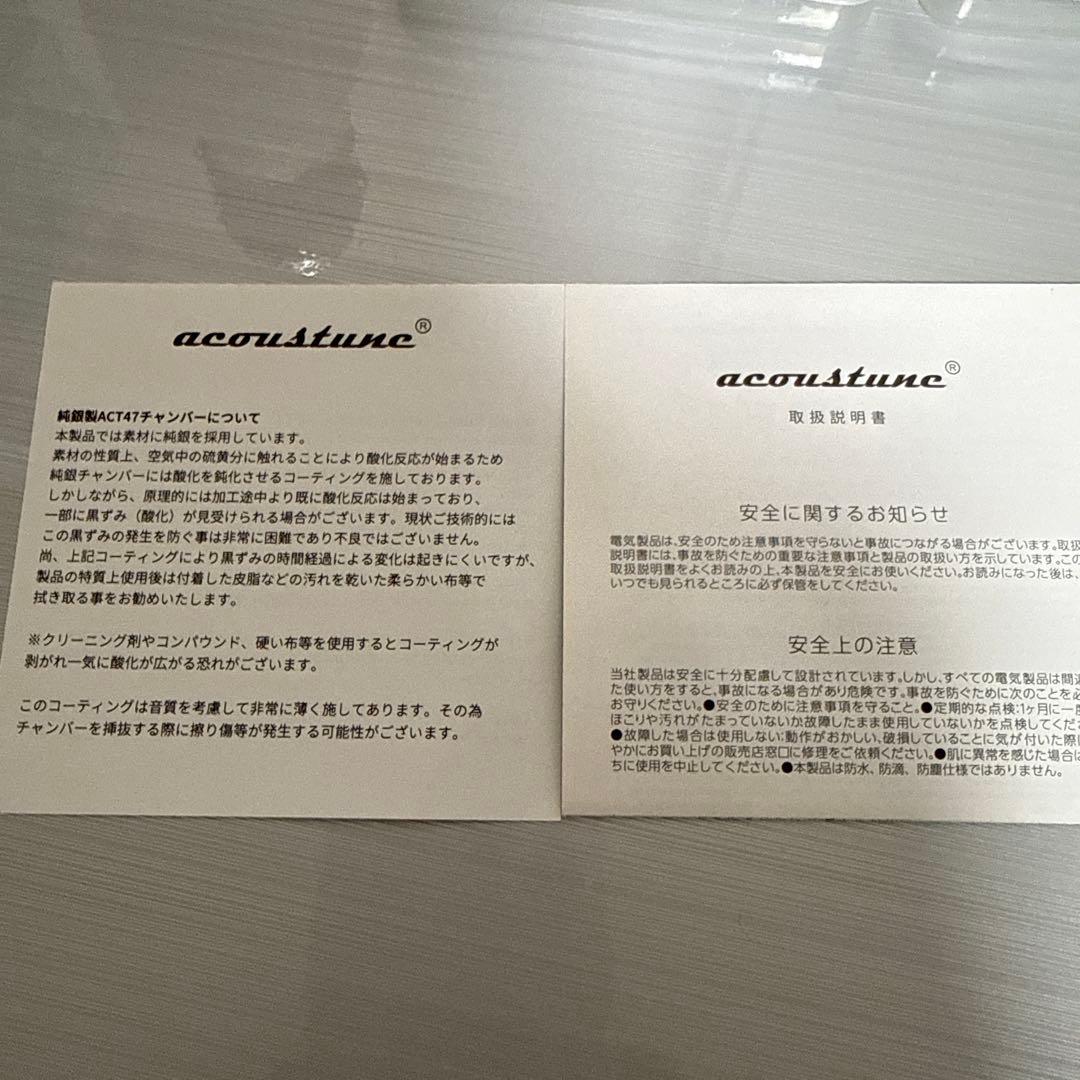 acoustune®
純銀製ACT47チャンバーについて
本製品では素材に純銀を採用しています。
素材の性質上、空気中の硫黄分に触れることにより酸化反応が始まるため
純銀チャンバーには酸化を鈍化させるコーティングを施しております。
しかしながら、原理的には加工途中より既に酸化反応は始まっており、
一部に黒ずみ（酸化）が見受けられる場合がございます。現状ご技術的には
この黒ずみの発生を防ぐ事は非常に困難であり不良ではございません。
尚、上記コーティングにより黒ずみの時間経過による変化は起きにくいですが、
製品の特質上使用後は付着した皮脂などの汚れを乾いた柔らかい布等で
拭き取る事をお勧めいたします。
※クリーニング剤やコンパウンド、硬い布等を使用するとコーティングが
剥がれ一気に酸化が広がる恐れがございます。
このコーティングは音質を考慮して非常に薄く施してあります。その為
チャンバーを挿抜する際に擦り傷等が発生する可能性がございます。
acoustune®
取扱説明書
安全に関するお知らせ
電気製品は、安全のため注意事項を守らないと事故につながる場合がございます。取扱
説明書には、事故を防ぐための重要な注意事項と製品の取扱い方を示しています。この
取扱説明書をよくお読みの上、本製品を安全にお使いください。お読みになった後は、
いつでも見られるところに必ず保管をしてください。
安全上の注意
当社製品は安全に十分配慮して設計されています。しかし、すべての電気製品は間違
た使い方をすると、事故になる場合があり危険です。事故を防ぐために次のことを必
お守りください。●安全のために注意事項を守ること。●定期的な点検:1ヶ月に一度
ほこりや汚れがたまっていないか故障したまま使用していないかを点検してくだ
●故障した場合は使用しない:動作がおかしい、破損していることに気が付いた際に
やかにお買い上げの販売店窓口に修理をご依頼ください。●肌に異常を感じた場合は
ちに使用を中止してください。●本製品は防水、防滴、防塵仕様ではありません。